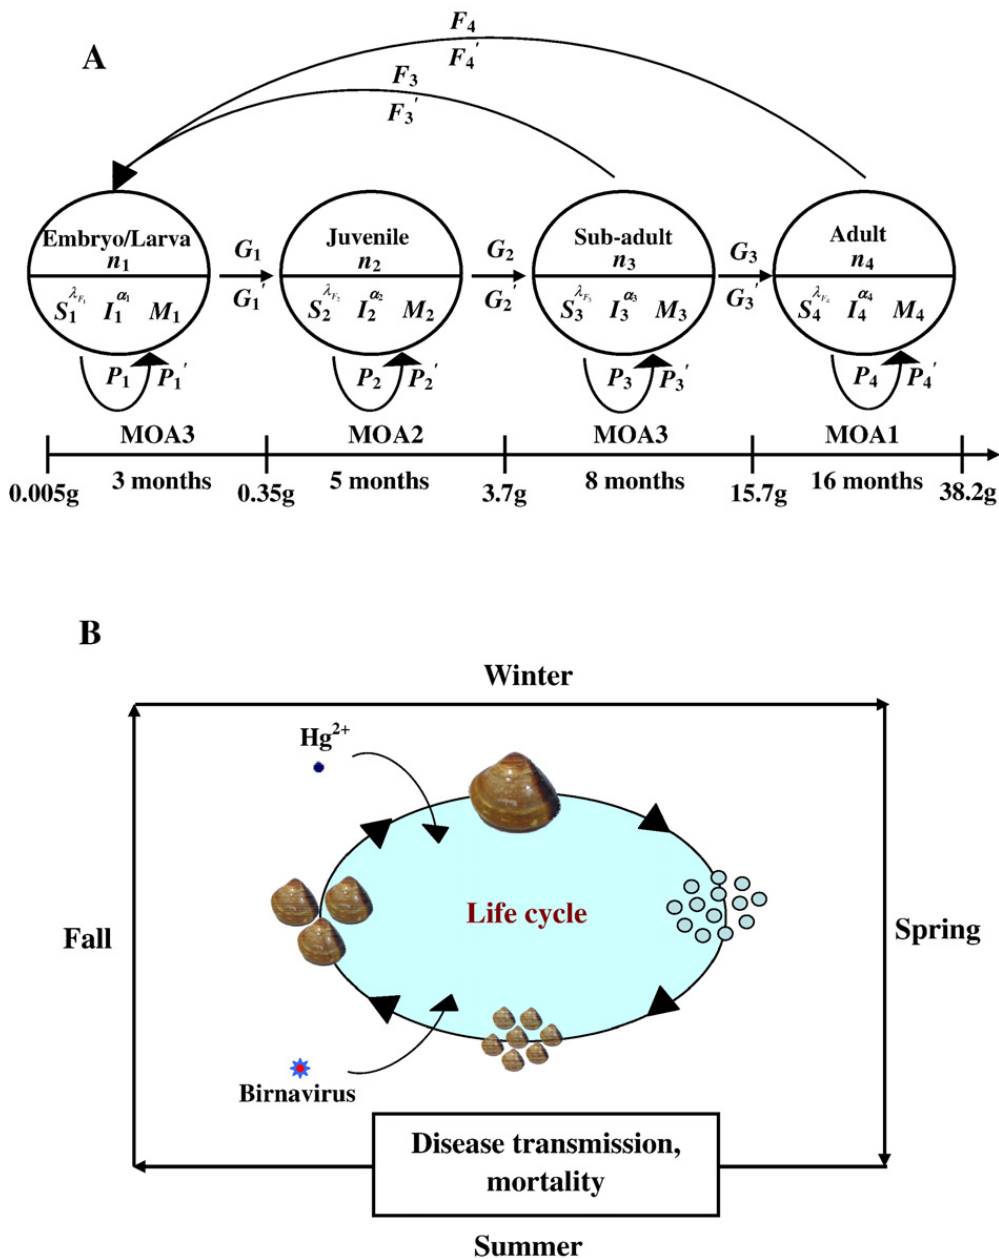 A
F₄
F₄′
F₃
F₃′
Embryo/Larva
n₁
S₁^λF₁ I₁^α₁ M₁
G₁
G₁′
Juvenile
n₂
S₂^λF₂ I₂^α₂ M₂
G₂
G₂′
Sub-adult
n₃
S₃^λF₃ I₃^α₃ M₃
G₃
G₃′
Adult
n₄
S₄^λF₄ I₄^α₄ M₄
P₁ P₁′
P₂ P₂′
P₃ P₃′
P₄ P₄′
MOA3 MOA2 MOA3 MOA1
3 months 5 months 8 months 16 months
0.005g 0.35g 3.7g 15.7g 38.2g
B
Winter
Hg²⁺
Life cycle
Fall
Spring
Birnavirus
Disease transmission,
mortality
Summer